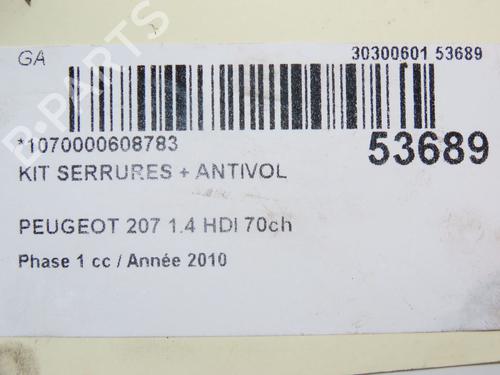 GA
30300601 53689
*1070000608783
53689
KIT SERRURES + ANTIVOL
PEUGEOT 207 1.4 HDI 70ch
Phase 1 cc / Année 2010
B-PARTS